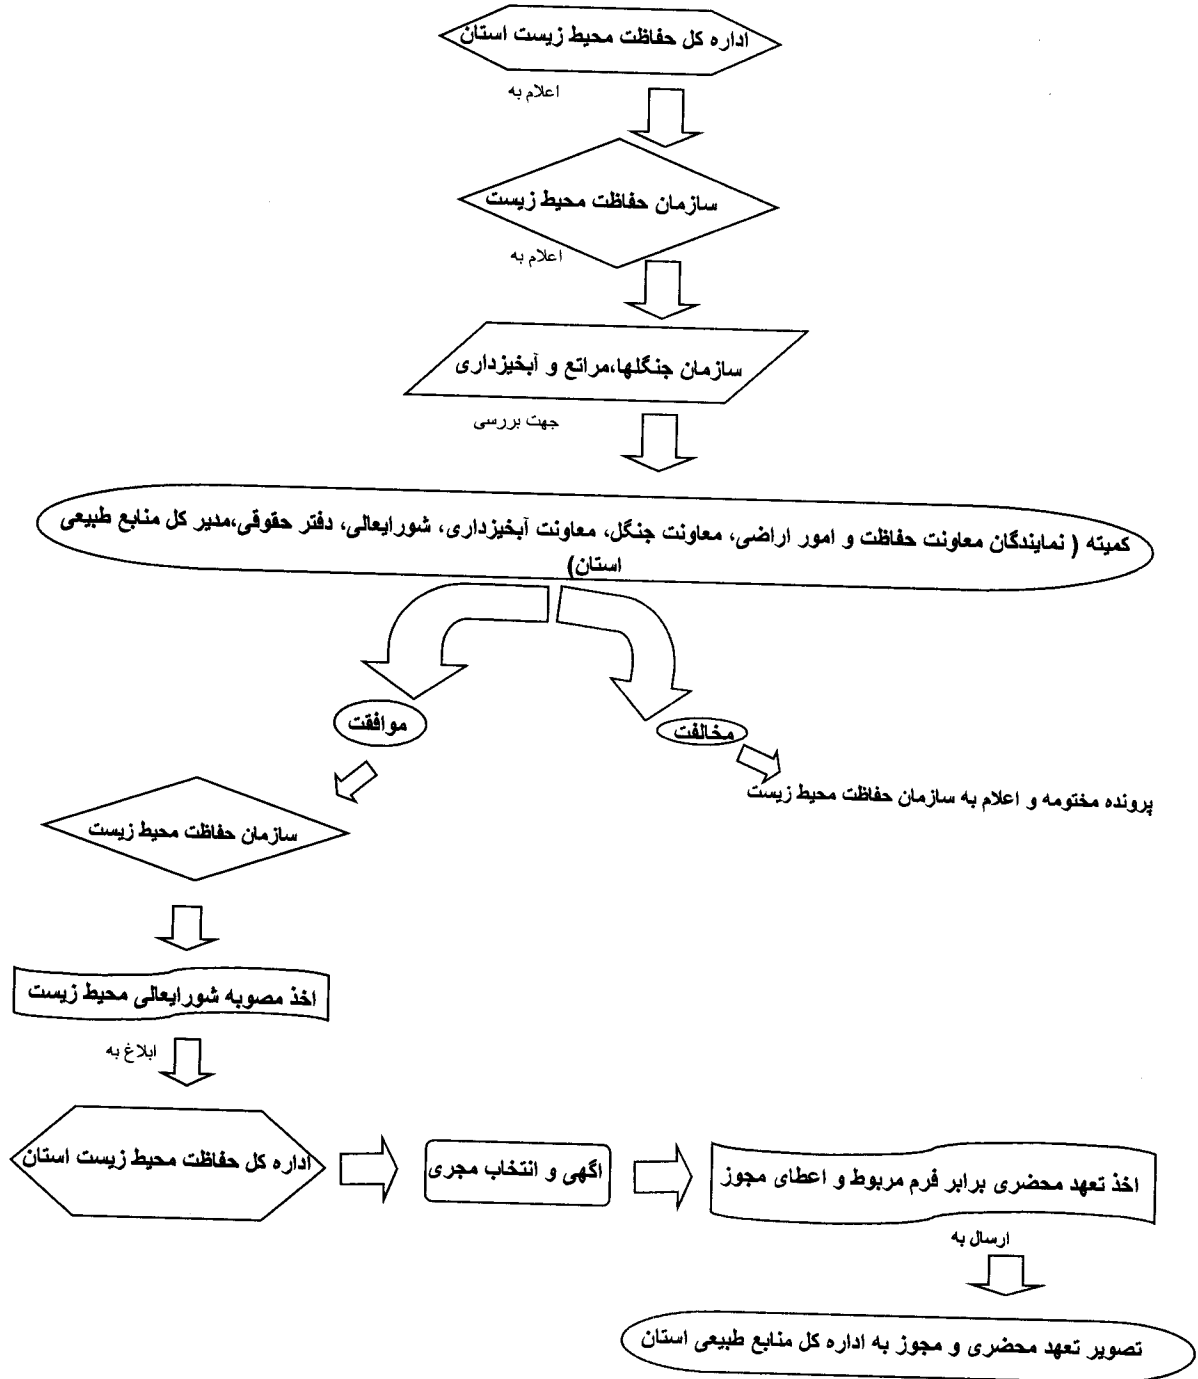 اداره کل حفاظت محیط زیست استان
اعلام به
سازمان حفاظت محیط زیست
اعلام به
سازمان جنگلها،مراتع و آبخیزداری
جهت بررسی
کمیته ( نمایندگان معاونت حفاظت و امور اراضی، معاونت جنگل، معاونت آبخیزداری، شورایعالی، دفتر حقوقی،مدیر کل منابع طبیعی
استان)
موافقت
مخالفت
پرونده مختومه و اعلام به سازمان حفاظت محیط زیست
سازمان حفاظت محیط زیست
اخذ مصوبه شورایعالی محیط زیست
ابلاغ به
اداره کل حفاظت محیط زیست استان
اگهی و انتخاب مجری
اخذ تعهد محضری برابر فرم مربوط و اعطای مجوز
ارسال به
تصویر تعهد محضری و مجوز به اداره کل منابع طبیعی استان